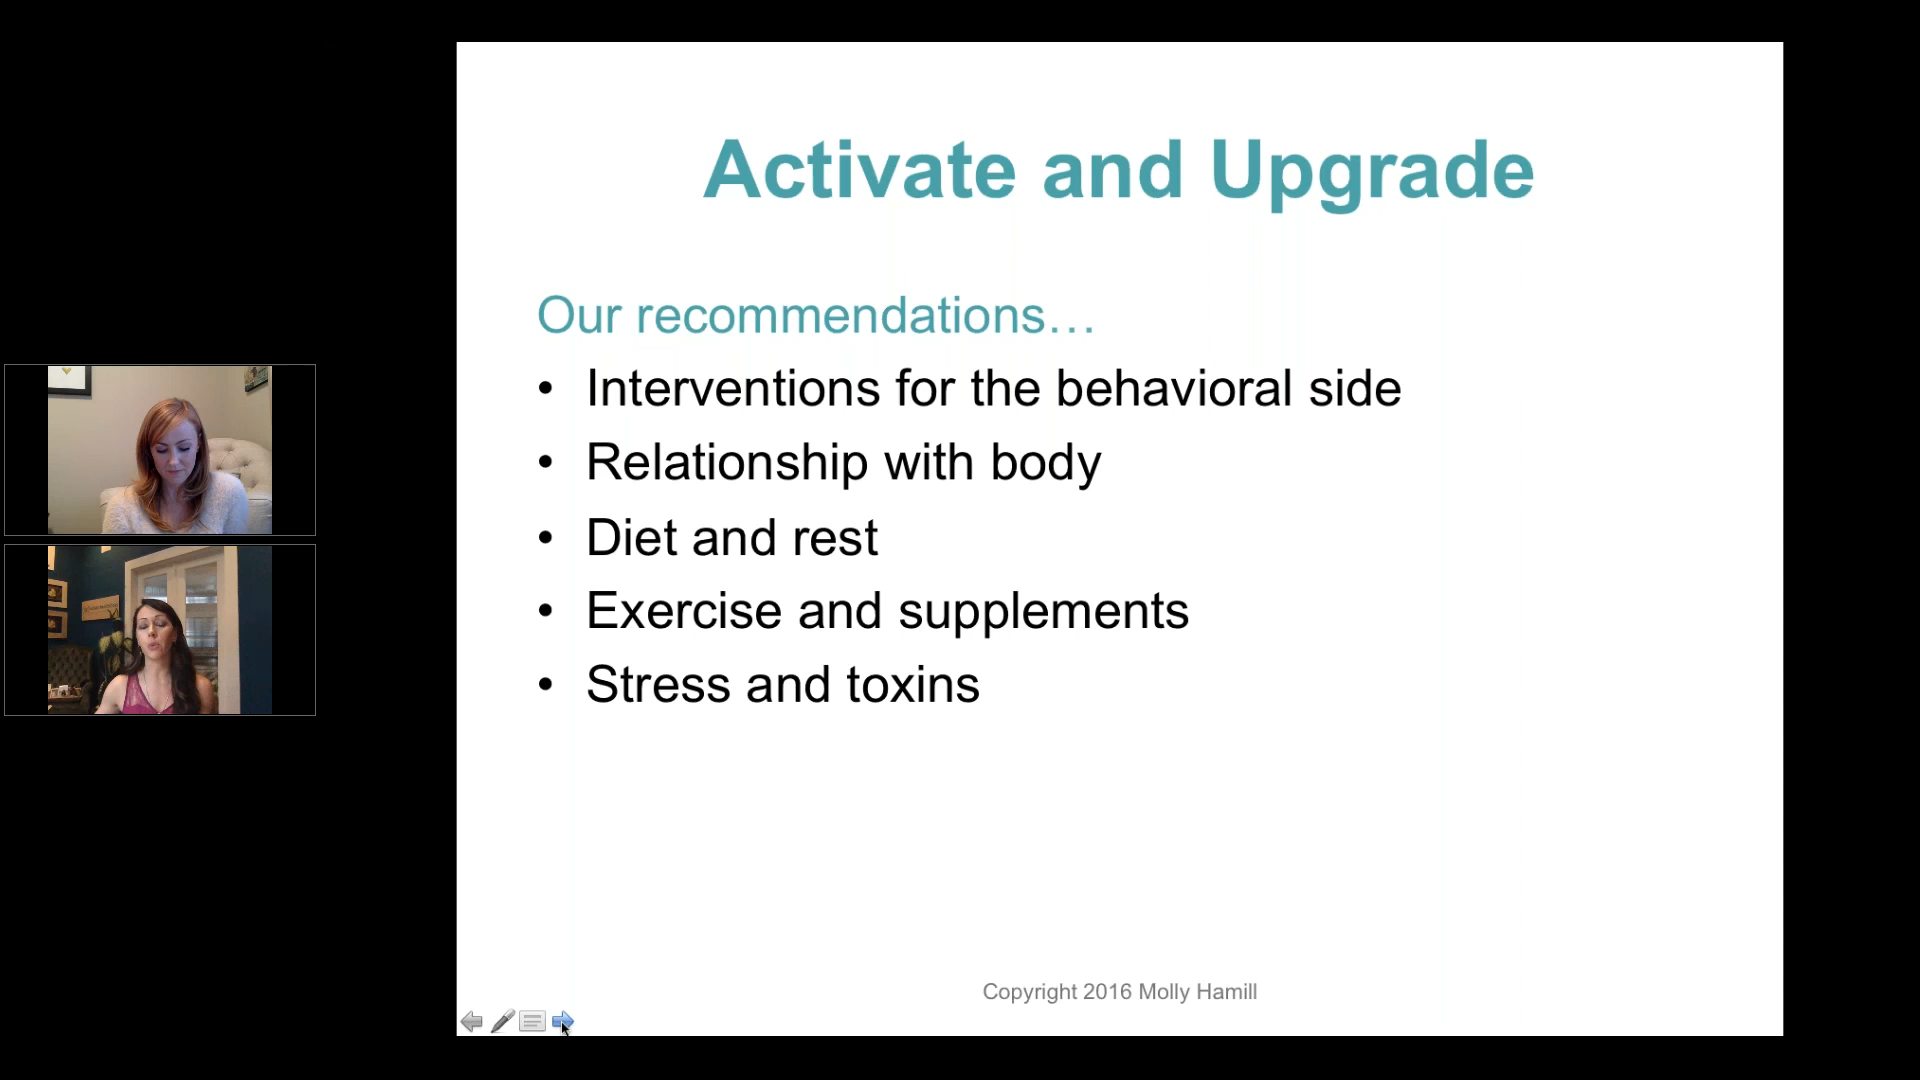 Activate and Upgrade
Our recommendations…
• Interventions for the behavioral side
• Relationship with body
• Diet and rest
• Exercise and supplements
• Stress and toxins
Copyright 2016 Molly Hamill